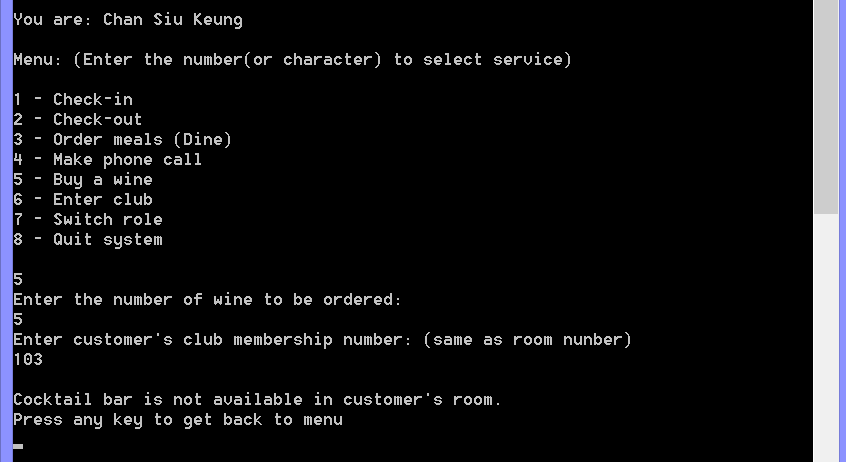 You are: Chan Siu Keung
Menu: (Enter the number(or character) to select service)
1 - Check-in
2 - Check-out
3 - Order meals (Dine)
4 - Make phone call
5 - Buy a wine
6 - Enter club
7 - Switch role
8 - Quit system
5
Enter the number of wine to be ordered:
5
Enter customer's club membership number: (same as room nunber)
103
Cocktail bar is not available in customer's room.
Press any key to get back to menu